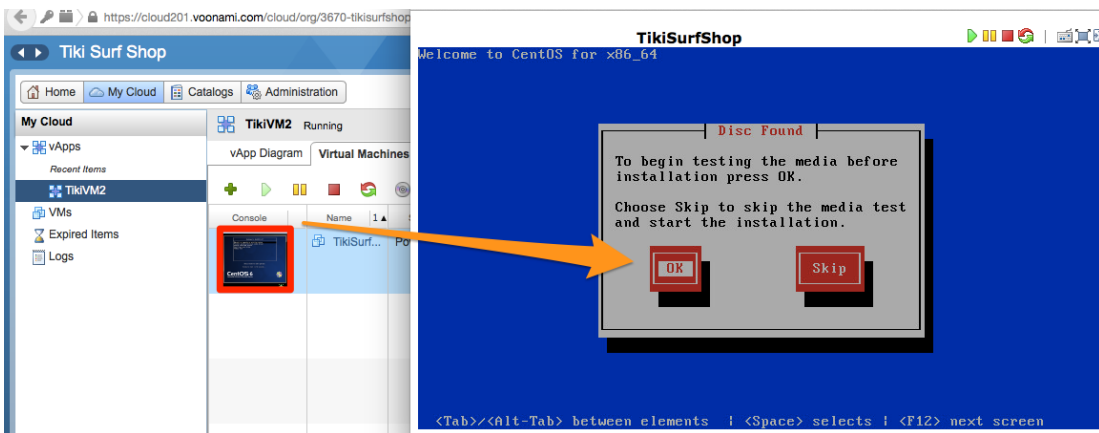 https://cloud201.voonami.com/cloud/org/3670-tikisurfshop
Tiki Surf Shop
Home
My Cloud
Catalogs
Administration
My Cloud
vApps
Recent Items
TikiVM2
VMs
Expired Items
Logs
TikiVM2 Running
vApp Diagram
Virtual Machines
Console
Name 1▲
TikiSurf...
Po
CentOS 6
TikiSurfShop
Welcome to CentOS for x86_64
Disc Found
To begin testing the media before
installation press OK.
Choose Skip to skip the media test
and start the installation.
OK
Skip
<Tab>/<Alt-Tab> between elements | <Space> selects | <F12> next screen